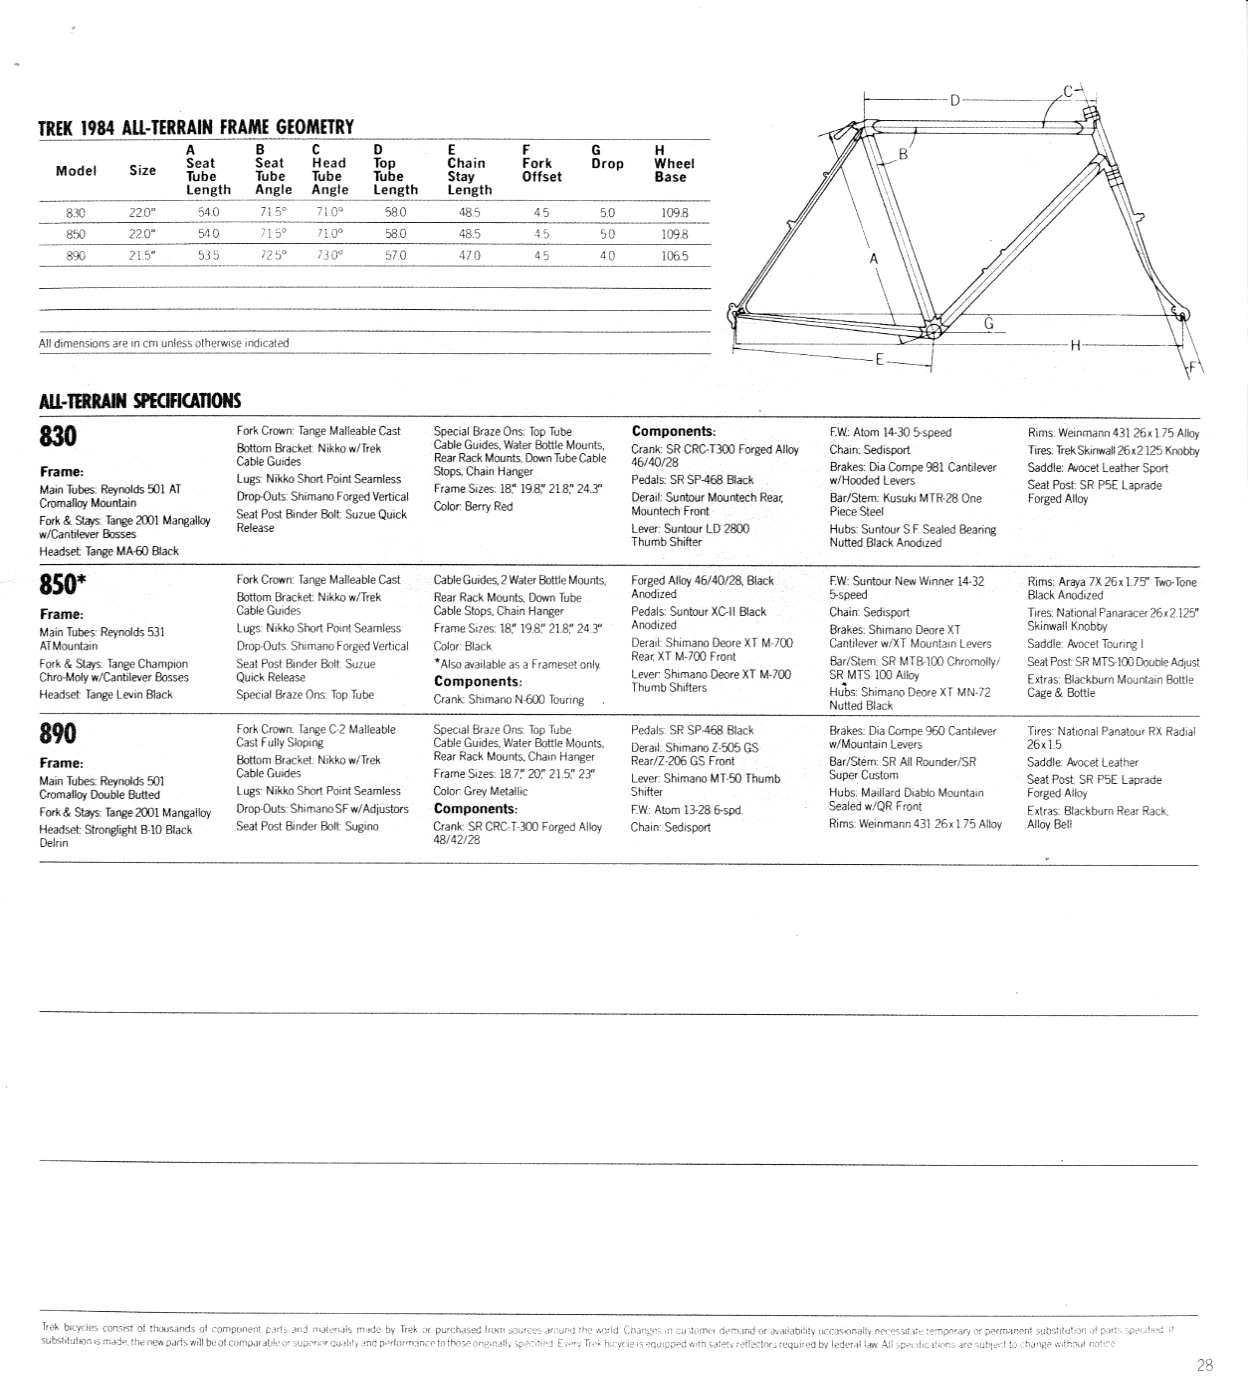 TREK 1984 ALL-TERRAIN FRAME GEOMETRY
Model Size A Seat Tube Length B Seat Tube Angle C Head Tube Angle D Top Tube Length E Chain Stay Length F Fork Offset G Drop H Wheel Base
830 22.0" 54.0 71.5° 71.0° 58.0 48.5 4.5 5.0 109.8
850 22.0" 54.0 71.5° 71.0° 58.0 48.5 4.5 5.0 109.8
890 21.5" 53.5 72.5° 73.0° 57.0 47.0 4.5 4.0 106.5
All dimensions are in cm unless otherwise indicated
D
C
B
A
G
H
E
F
ALL-TERRAIN SPECIFICATIONS
830
Frame:
Main Tubes: Reynolds 501 AT
Cromalloy Mountain
Fork & Stays: Tange 2001 Mangalloy
w/Cantilever Bosses
Headset: Tange MA-60 Black
Fork Crown: Tange Malleable Cast
Bottom Bracket: Nikko w/Trek
Cable Guides
Lugs: Nikko Short Point Seamless
Drop-Outs: Shimano Forged Vertical
Seat Post Binder Bolt: Suzue Quick
Release
Special Braze Ons: Top Tube
Cable Guides, Water Bottle Mounts,
Rear Rack Mounts, Down Tube Cable
Stops, Chain Hanger
Frame Sizes: 18," 19.8," 21.8," 24.3"
Color: Berry Red
Components:
Crank: SR CRC-T300 Forged Alloy
46/40/28
Pedals: SR SP-468 Black
Derail: Suntour Mountech Rear,
Mountech Front
Lever: Suntour LD 2800
Thumb Shifter
F.W.: Atom 14-30 5-speed
Chain: Sedisport
Brakes: Dia Compe 981 Cantilever
w/Hooded Levers
Bar/Stem: Kusuki MTR-28 One
Piece Steel
Hubs: Suntour S.F. Sealed Bearing
Nutted Black Anodized
Rims: Weinmann 431 26x1.75 Alloy
Tires: Trek Skinwall 26x2.125 Knobby
Saddle: Avocet Leather Sport
Seat Post: SR P5E Laprade
Forged Alloy
850*
Frame:
Main Tubes: Reynolds 531
AT Mountain
Fork & Stays: Tange Champion
Chro-Moly w/Cantilever Bosses
Headset: Tange Levin Black
Fork Crown: Tange Malleable Cast
Bottom Bracket: Nikko w/Trek
Cable Guides
Lugs: Nikko Short Point Seamless
Drop-Outs: Shimano Forged Vertical
Seat Post Binder Bolt: Suzue
Quick Release
Special Braze Ons: Top Tube
Cable Guides, 2 Water Bottle Mounts,
Rear Rack Mounts, Down Tube
Cable Stops, Chain Hanger
Frame Sizes: 18," 19.8," 21.8," 24.3"
Color: Black
*Also available as a Frameset only.
Components:
Crank: Shimano N-600 Touring
Forged Alloy 46/40/28, Black
Anodized
Pedals: Suntour XC-II Black
Anodized
Derail: Shimano Deore XT M-700
Rear, XT M-700 Front
Lever: Shimano Deore XT M-700
Thumb Shifters
F.W: Suntour New Winner 14-32
5-speed
Chain: Sedisport
Brakes: Shimano Deore XT
Cantilever w/XT Mountain Levers
Bar/Stem: SR MTB-100 Chromolly/
SR MTS 100 Alloy
Hubs: Shimano Deore XT MN-72
Nutted Black
Rims: Araya 7X 26x1.75" Two-Tone
Black Anodized
Tires: National Panaracer 26x2.125"
Skinwall Knobby
Saddle: Avocet Touring I
Seat Post: SR MTS-100 Double Adjust
Extras: Blackburn Mountain Bottle
Cage & Bottle
890
Frame:
Main Tubes: Reynolds 501
Cromalloy Double Butted
Fork & Stays: Tange 2001 Mangalloy
Headset: Stronglight B-10 Black
Delrin
Fork Crown: Tange C-2 Malleable
Cast Fully Sloping
Bottom Bracket: Nikko w/Trek
Cable Guides
Lugs: Nikko Short Point Seamless
Drop-Outs: Shimano SF w/Adjustors
Seat Post Binder Bolt: Sugino
Special Braze Ons: Top Tube
Cable Guides, Water Bottle Mounts,
Rear Rack Mounts, Chain Hanger
Frame Sizes: 18.7," 20," 21.5," 23"
Color: Grey Metallic
Components:
Crank: SR CRC-T-300 Forged Alloy
48/42/28
Pedals: SR SP-468 Black
Derail: Shimano Z-505 GS
Rear/Z-206 GS Front
Lever: Shimano MT-50 Thumb
Shifter
F.W: Atom 13-28 6-spd.
Chain: Sedisport
Brakes: Dia Compe 960 Cantilever
w/Mountain Levers
Bar/Stem: SR All Rounder/SR
Super Custom
Hubs: Maillard Diablo Mountain
Sealed w/QR Front
Rims: Weinmann 431 26x1.75 Alloy
Tires: National Panatour RX Radial
26x1.5
Saddle: Avocet Leather
Seat Post: SR P5E Laprade
Forged Alloy
Extras: Blackburn Rear Rack,
Alloy Bell
Trek bicycles consist of thousands of component parts and materials made by Trek or purchased from sources around the world. Changes in customer demand or availability occasionally necessitate temporary or permanent substitution of parts specified. If
substitution is made, the new parts will be of comparable or superior quality and performance to those originally specified. Every Trek bicycle is equipped with safety reflectors required by federal law. All specifications are subject to change without notice.
28